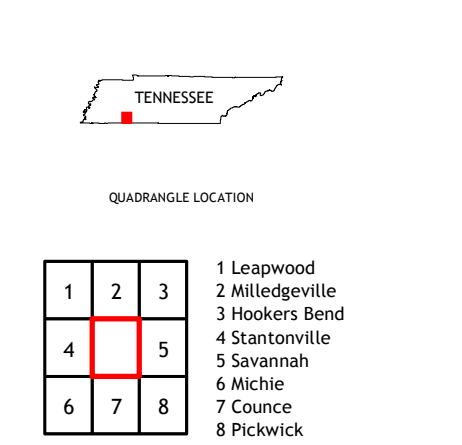 TENNESSEE
QUADRANGLE LOCATION
1 2 3
4 5
6 7 8
1 Leapwood
2 Milledgeville
3 Hookers Bend
4 Stantonville
5 Savannah
6 Michie
7 Counce
8 Pickwick